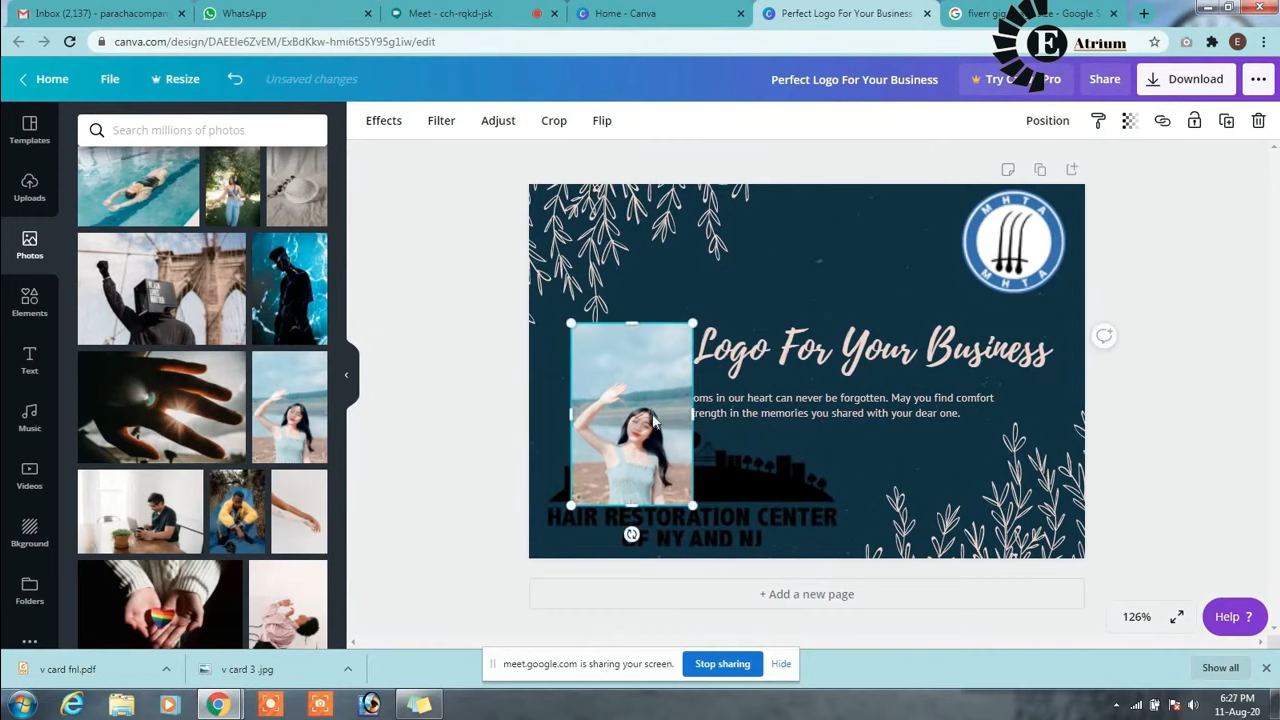 Inbox (2,137) - parachacompan
WhatsApp
Meet - cch-rqkd-jsk
Home - Canva
Perfect Logo For Your Business
canva.com/design/DAEEIe6ZvEM/ExBdKkw-hmi6tS5Y95g1iw/edit
E
Atrium
E
Home
File
Resize
Unsaved changes
Perfect Logo For Your Business
Share
Download
Templates
Uploads
Photos
Elements
Text
Music
Videos
Bkground
Folders
Search millions of photos
Effects
Filter
Adjust
Crop
Flip
Position
BLACK LIVES MATTER
MHTA
MHTA
Logo For Your Business
oms in our heart can never be forgotten. May you find comfort
rength in the memories you shared with your dear one.
HAIR RESTORATION CENTER
OF NY AND NJ
+ Add a new page
126%
Help ?
v card fnl.pdf
v card 3 .jpg
meet.google.com is sharing your screen.
Stop sharing
Hide
Show all
6:27 PM
11-Aug-20